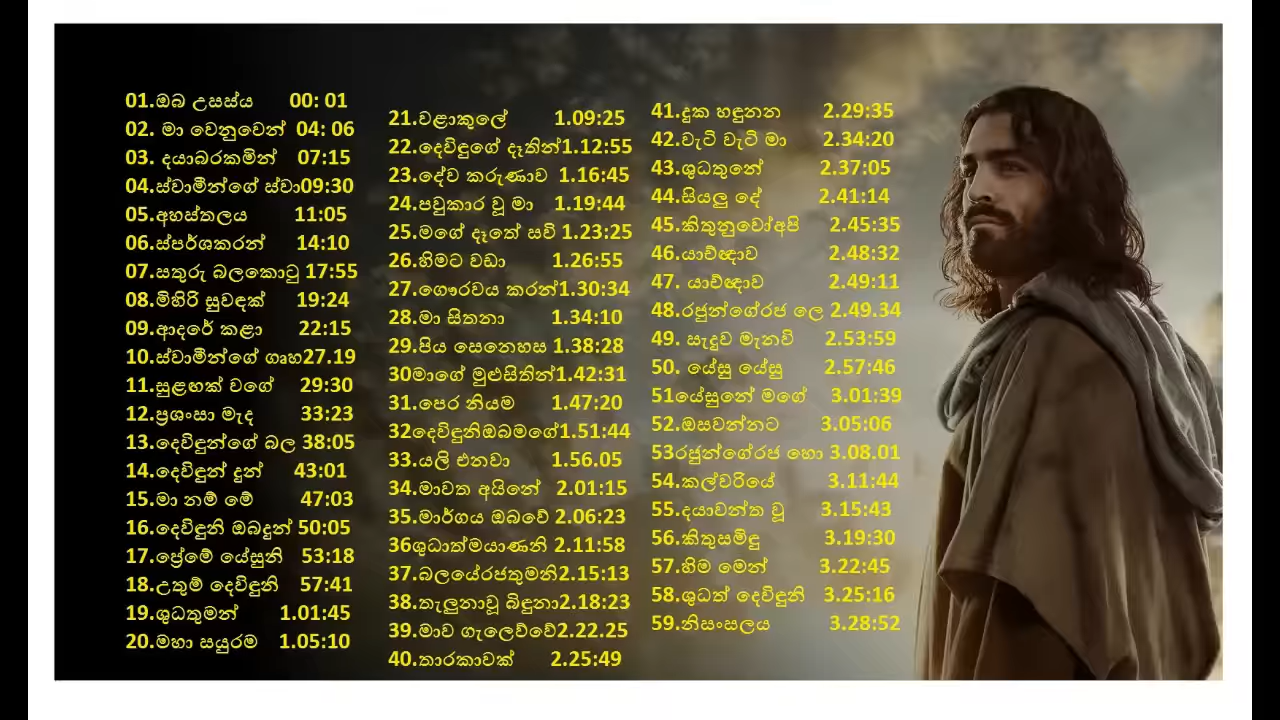 01.ඔබ උසස්ය 00: 01
02. මා වෙනුවෙන් 04: 06
03. දයාබරකමින් 07:15
04.ස්වාමීන්ගේ ස්වා09:30
05.අහස්තලය 11:05
06.ස්පර්ශකරන් 14:10
07.සතුරු බලකොටු 17:55
08.මිහිරි සුවඳක් 19:24
09.ආදරේ කළා 22:15
10.ස්වාමීන්ගේ ගෘහ27.19
11.සුළඟක් වගේ 29:30
12.ප්‍රශංසා මැද 33:23
13.දෙවිඳුන්ගේ බල 38:05
14.දෙවිඳුන් දුන් 43:01
15.මා නම් මේ 47:03
16.දෙවිඳුනි ඔබදුන් 50:05
17.ප්‍රේමේ යේසුනි 53:18
18.උතුම් දෙවිඳුනි 57:41
19.ශුධතුමන් 1.01:45
20.මහා සයුරම 1.05:10
21.වළාකුලේ 1.09:25
22.දෙවිඳුගේ දෑතින්1.12:55
23.දේව කරුණාව 1.16:45
24.පවුකාර වූ මා 1.19:44
25.මගේ දෑතේ සවි 1.23:25
26.හිමට වඩා 1.26:55
27.ගෞරවය කරන්1.30:34
28.මා සිතනා 1.34:10
29.පිය සෙනෙහස 1.38:28
30මාගේ මුළුසිතින්1.42:31
31.පෙර නියම 1.47:20
32දෙවිඳුනිඔබමගේ1.51:44
33.යලි එනවා 1.56.05
34.මාවත අයිනේ 2.01:15
35.මාර්ගය ඔබවේ 2.06:23
36ශුධාත්මයාණනි 2.11:58
37.බලයේරජතුමනි2.15:13
38.තැලුනාවූ බිඳුනා2.18:23
39.මාව ගැලෙව්වේ2.22.25
40.තාරකාවක් 2.25:49
41.දුක හඳුනන 2.29:35
42.වැටි වැටි මා 2.34:20
43.ශුධතුනේ 2.37:05
44.සියලු දේ 2.41:14
45.කිතුනුවෝඅපි 2.45:35
46.යාච්ඥාව 2.48:32
47. යාච්ඥාව 2.49:11
48.රජුන්ගේරජ ලෙ 2.49.34
49. සැදුව මැනවි 2.53:59
50. යේසු යේසු 2.57:46
51යේසුනේ මගේ 3.01:39
52.ඔසවන්නට 3.05:06
53රජුන්ගේරජ හො 3.08.01
54.කල්වරියේ 3.11:44
55.දයාවන්ත වූ 3.15:43
56.කිතුසමිඳු 3.19:30
57.හිම මෙන් 3.22:45
58.ශුධත් දෙවිඳුනි 3.25:16
59.නිසංසලය 3.28:52